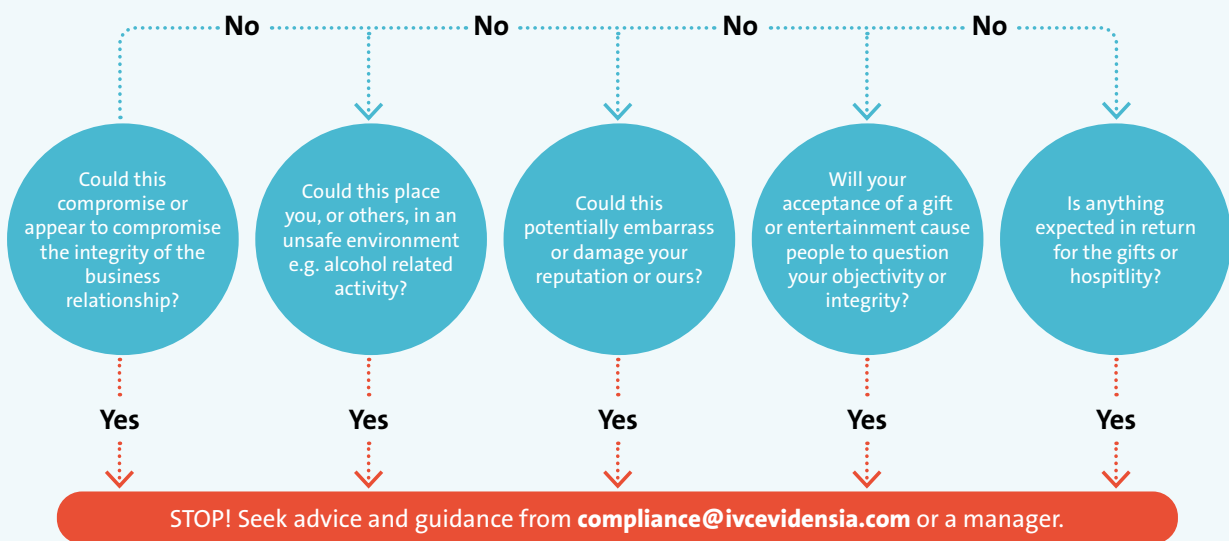 No
No
No
No
Could this
compromise or
appear to compromise
the integrity of the
business
relationship?
Could this place
you, or others, in an
unsafe environment
e.g. alcohol related
activity?
Could this
potentially embarrass
or damage your
reputation or ours?
Will your
acceptance of a gift
or entertainment cause
people to question
your objectivity or
integrity?
Is anything
expected in return
for the gifts or
hospitlity?
Yes
Yes
Yes
Yes
Yes
STOP! Seek advice and guidance from compliance@ivcevidensia.com or a manager.